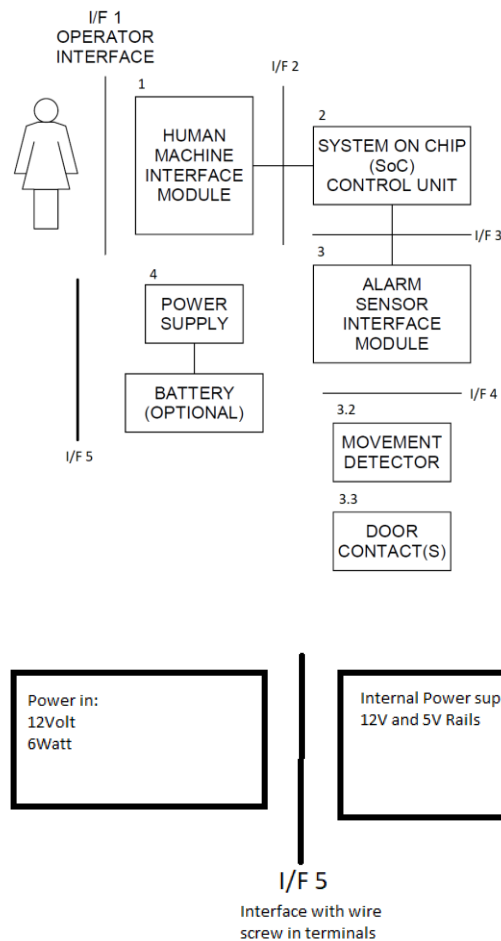 I/F 1
OPERATOR
INTERFACE
I/F 2
1
HUMAN
MACHINE
INTERFACE
MODULE
2
SYSTEM ON CHIP
(SoC)
CONTROL UNIT
I/F 3
3
ALARM
SENSOR
INTERFACE
MODULE
4
POWER
SUPPLY
BATTERY
(OPTIONAL)
I/F 4
I/F 5
3.2
MOVEMENT
DETECTOR
3.3
DOOR
CONTACT(S)
Power in:
12Volt
6Watt
Internal Power sup
12V and 5V Rails
I/F 5
Interface with wire
screw in terminals